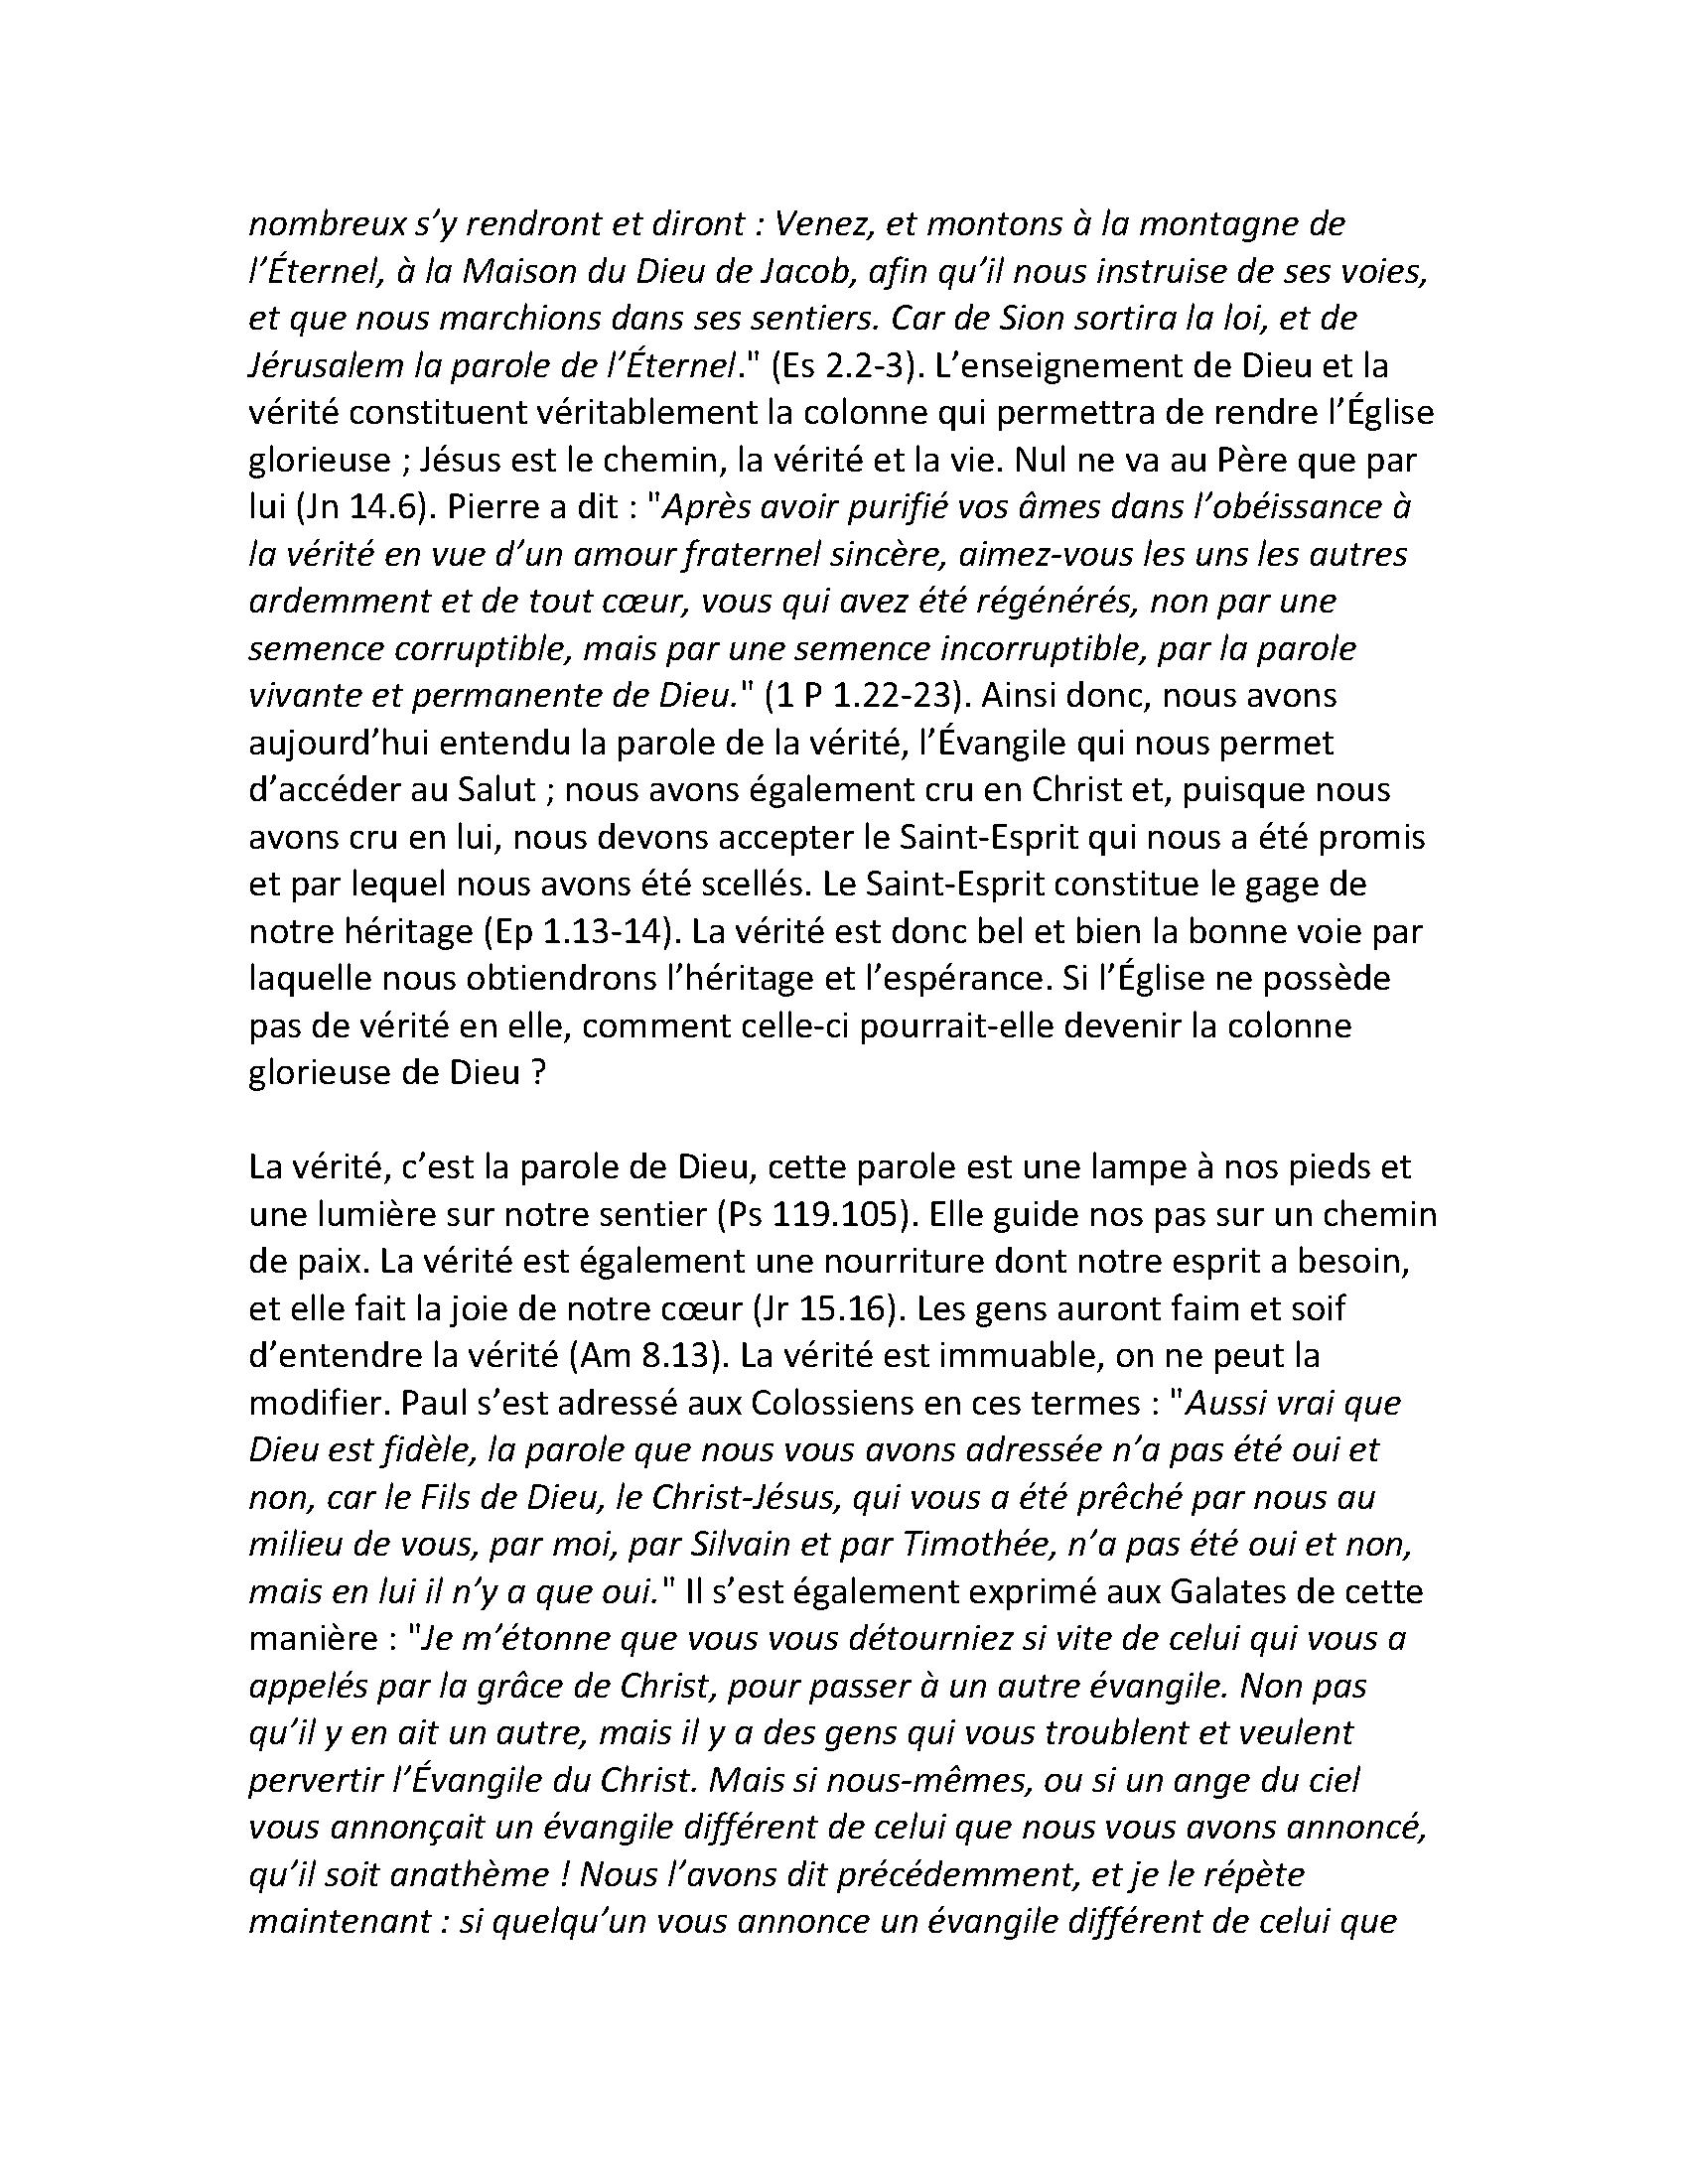 nombreux s’y rendront et diront : Venez, et montons à la montagne de
l’Éternel, à la Maison du Dieu de Jacob, afin qu’il nous instruise de ses voies,
et que nous marchions dans ses sentiers. Car de Sion sortira la loi, et de
Jérusalem la parole de l’Éternel." (Es 2.2-3). L’enseignement de Dieu et la
vérité constituent véritablement la colonne qui permettra de rendre l’Église
glorieuse ; Jésus est le chemin, la vérité et la vie. Nul ne va au Père que par
lui (Jn 14.6). Pierre a dit : "Après avoir purifié vos âmes dans l’obéissance à
la vérité en vue d’un amour fraternel sincère, aimez-vous les uns les autres
ardemment et de tout cœur, vous qui avez été régénérés, non par une
semence corruptible, mais par une semence incorruptible, par la parole
vivante et permanente de Dieu." (1 P 1.22-23). Ainsi donc, nous avons
aujourd’hui entendu la parole de la vérité, l’Évangile qui nous permet
d’accéder au Salut ; nous avons également cru en Christ et, puisque nous
avons cru en lui, nous devons accepter le Saint-Esprit qui nous a été promis
et par lequel nous avons été scellés. Le Saint-Esprit constitue le gage de
notre héritage (Ep 1.13-14). La vérité est donc bel et bien la bonne voie par
laquelle nous obtiendrons l’héritage et l’espérance. Si l’Église ne possède
pas de vérité en elle, comment celle-ci pourrait-elle devenir la colonne
glorieuse de Dieu ?
La vérité, c’est la parole de Dieu, cette parole est une lampe à nos pieds et
une lumière sur notre sentier (Ps 119.105). Elle guide nos pas sur un chemin
de paix. La vérité est également une nourriture dont notre esprit a besoin,
et elle fait la joie de notre cœur (Jr 15.16). Les gens auront faim et soif
d’entendre la vérité (Am 8.13). La vérité est immuable, on ne peut la
modifier. Paul s’est adressé aux Colossiens en ces termes : "Aussi vrai que
Dieu est fidèle, la parole que nous vous avons adressée n’a pas été oui et
non, car le Fils de Dieu, le Christ-Jésus, qui vous a été prêché par nous au
milieu de vous, par moi, par Silvain et par Timothée, n’a pas été oui et non,
mais en lui il n’y a que oui." Il s’est également exprimé aux Galates de cette
manière : "Je m’étonne que vous vous détourniez si vite de celui qui vous a
appelés par la grâce de Christ, pour passer à un autre évangile. Non pas
qu’il y en ait un autre, mais il y a des gens qui vous troublent et veulent
pervertir l’Évangile du Christ. Mais si nous-mêmes, ou si un ange du ciel
vous annonçait un évangile différent de celui que nous vous avons annoncé,
qu’il soit anathème ! Nous l’avons dit précédemment, et je le répète
maintenant : si quelqu’un vous annonce un évangile différent de celui que